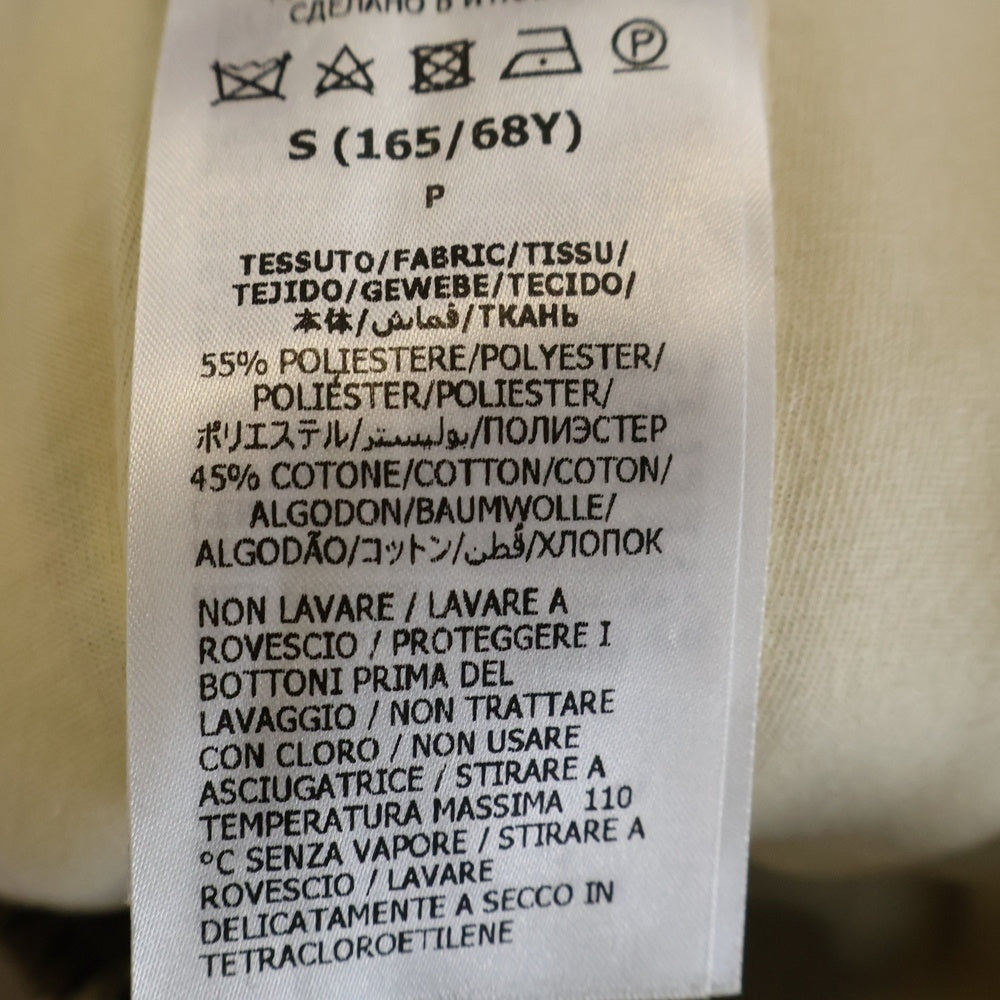 СДЕЛАНО В
S (165/68Y)
P
TESSUTO/FABRIC/TISSU/
TEJIDO/GEWEBE/TECIDO/
本体/قماش/ТКАНЬ
55% POLIESTERE/POLYESTER/
POLIÉSTER/POLIESTER/
ポリエステル/بوليستر/ПОЛИЭСТЕР
45% COTONE/COTTON/COTON/
ALGODON/BAUMWOLLE/
ALGODÃO/コットン/قطن/ХЛОПОК
NON LAVARE / LAVARE A
ROVESCIO / PROTEGGERE I
BOTTONI PRIMA DEL
LAVAGGIO / NON TRATTARE
CON CLORO / NON USARE
ASCIUGATRICE / STIRARE A
TEMPERATURA MASSIMA 110
°C SENZA VAPORE / STIRARE A
ROVESCIO / LAVARE
DELICATAMENTE A SECCO IN
TETRACLOROETILENE